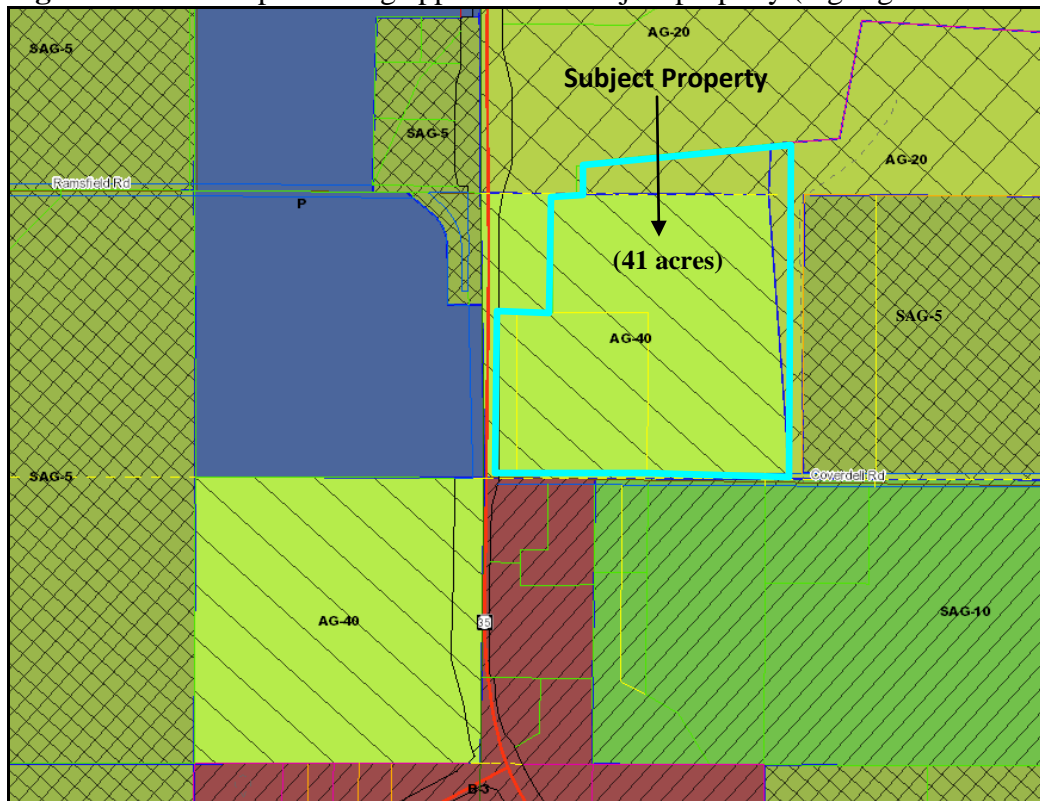 AG-20
SAG-5
Subject Property
SAG-5
AG-20
Ramsfield Rd
P
(41 acres)
SAG-5
AG-40
SAG-5
Coverdell Rd
SAG-10
AG-40
35
B-3